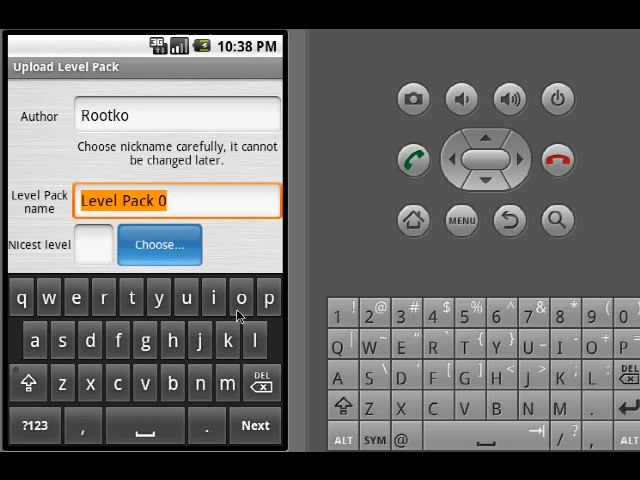 3G 10:38 PM
Upload Level Pack
Author Rootko
Choose nickname carefully, it cannot
be changed later.
Level Pack
name
Level Pack 0
Nicest level Choose...
q w e r t y u i o p
a s d f g h j k l
z x c v b n m DEL
?123 , . Next
MENU
1 ! 2 @ 3 # 4 $ 5 % 6 ^ 7 & 8 * 9 ( 0 )
Q | W ~ E " R ` T { Y } U _ I - O + P =
A S \ D ' F [ G ] H < J > K ; L : DEL
Z X C V B N M .
ALT SYM @ / ? , ALT